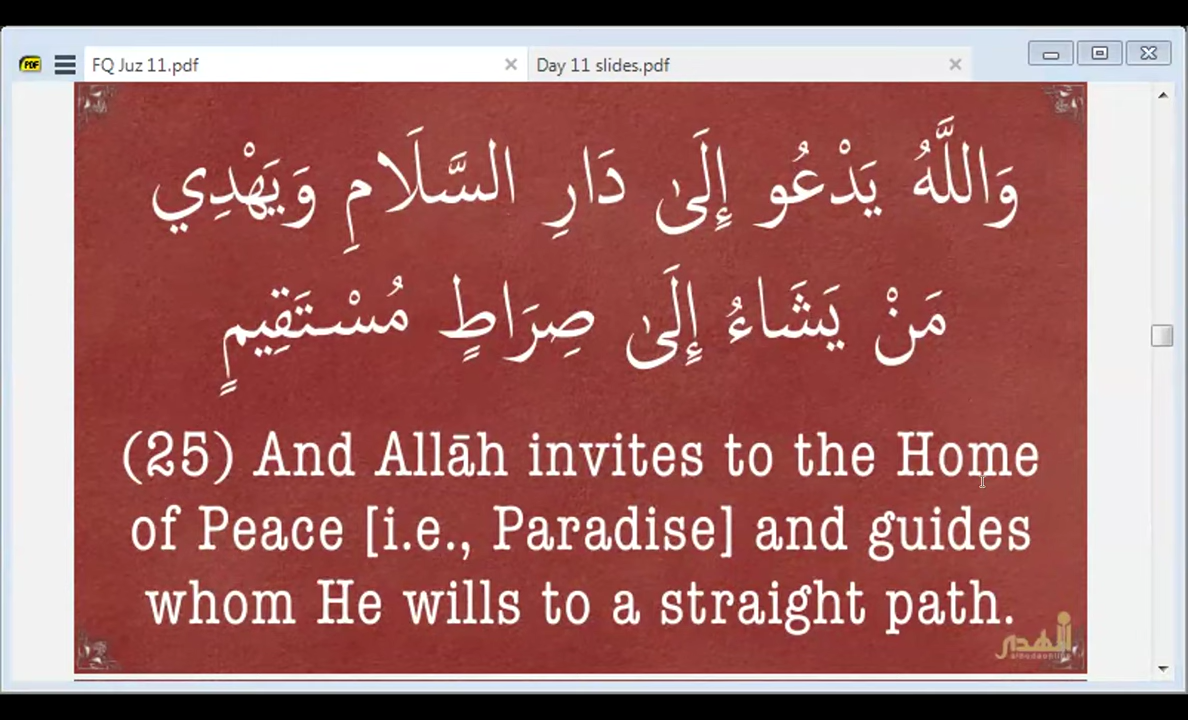 FQ Juz 11.pdf
Day 11 slides.pdf
وَاللَّهُ يَدْعُو إِلَىٰ دَارِ السَّلَامِ وَيَهْدِي
مَنْ يَشَاءُ إِلَىٰ صِرَاطٍ مُسْتَقِيمٍ
(25) And Allāh invites to the Home
of Peace [i.e., Paradise] and guides
whom He wills to a straight path.
الهدى